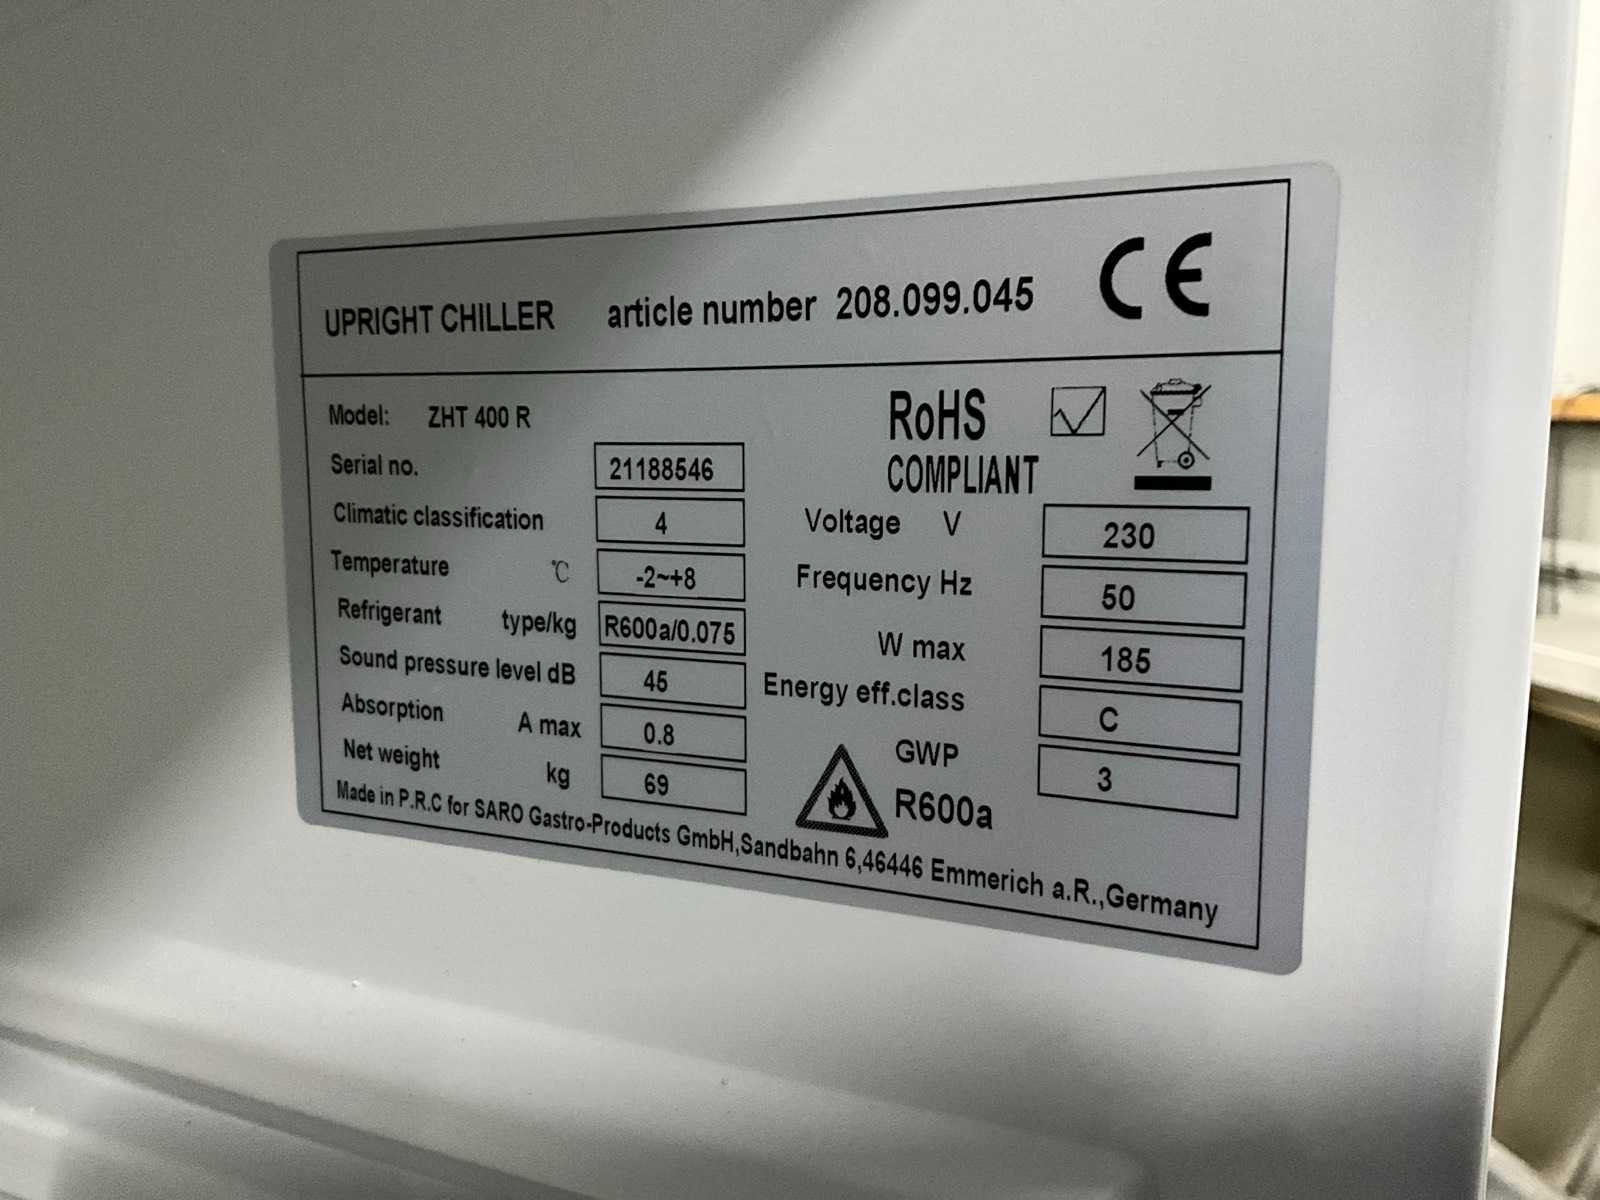 UPRIGHT CHILLER article number 208.099.045 CE
Model: ZHT 400 R
Serial no. 21188546
Climatic classification 4
Temperature °C -2~+8
Refrigerant type/kg R600a/0.075
Sound pressure level dB 45
Absorption A max 0.8
Net weight kg 69
RoHS
COMPLIANT
Voltage V 230
Frequency Hz 50
W max 185
Energy eff.class C
GWP 3
R600a
Made in P.R.C for SARO Gastro-Products GmbH,Sandbahn 6,46446 Emmerich a.R.,Germany